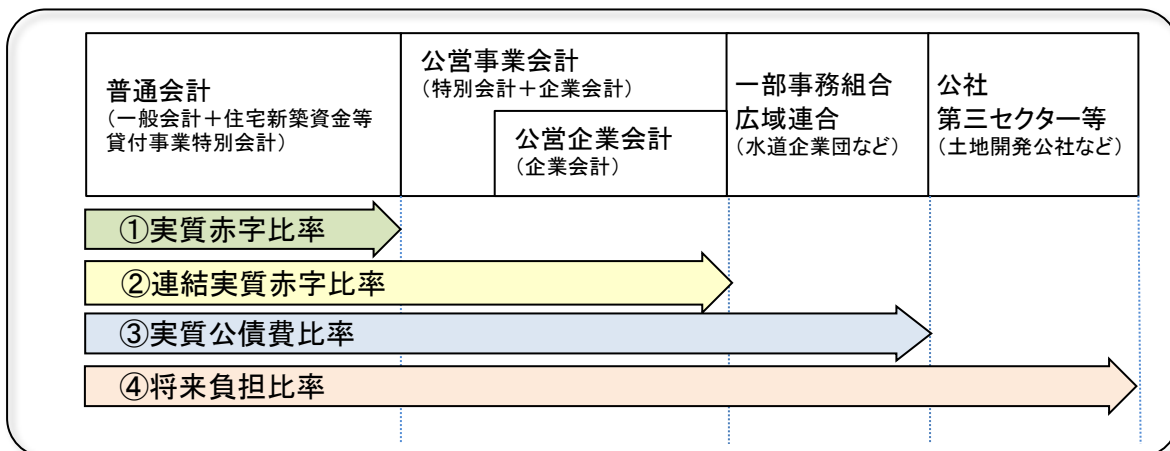 普通会計
（一般会計＋住宅新築資金等
貸付事業特別会計）
公営事業会計
（特別会計＋企業会計）
公営企業会計
（企業会計）
一部事務組合
広域連合
（水道企業団など）
公社
第三セクター等
（土地開発公社など）
①実質赤字比率
②連結実質赤字比率
③実質公債費比率
④将来負担比率